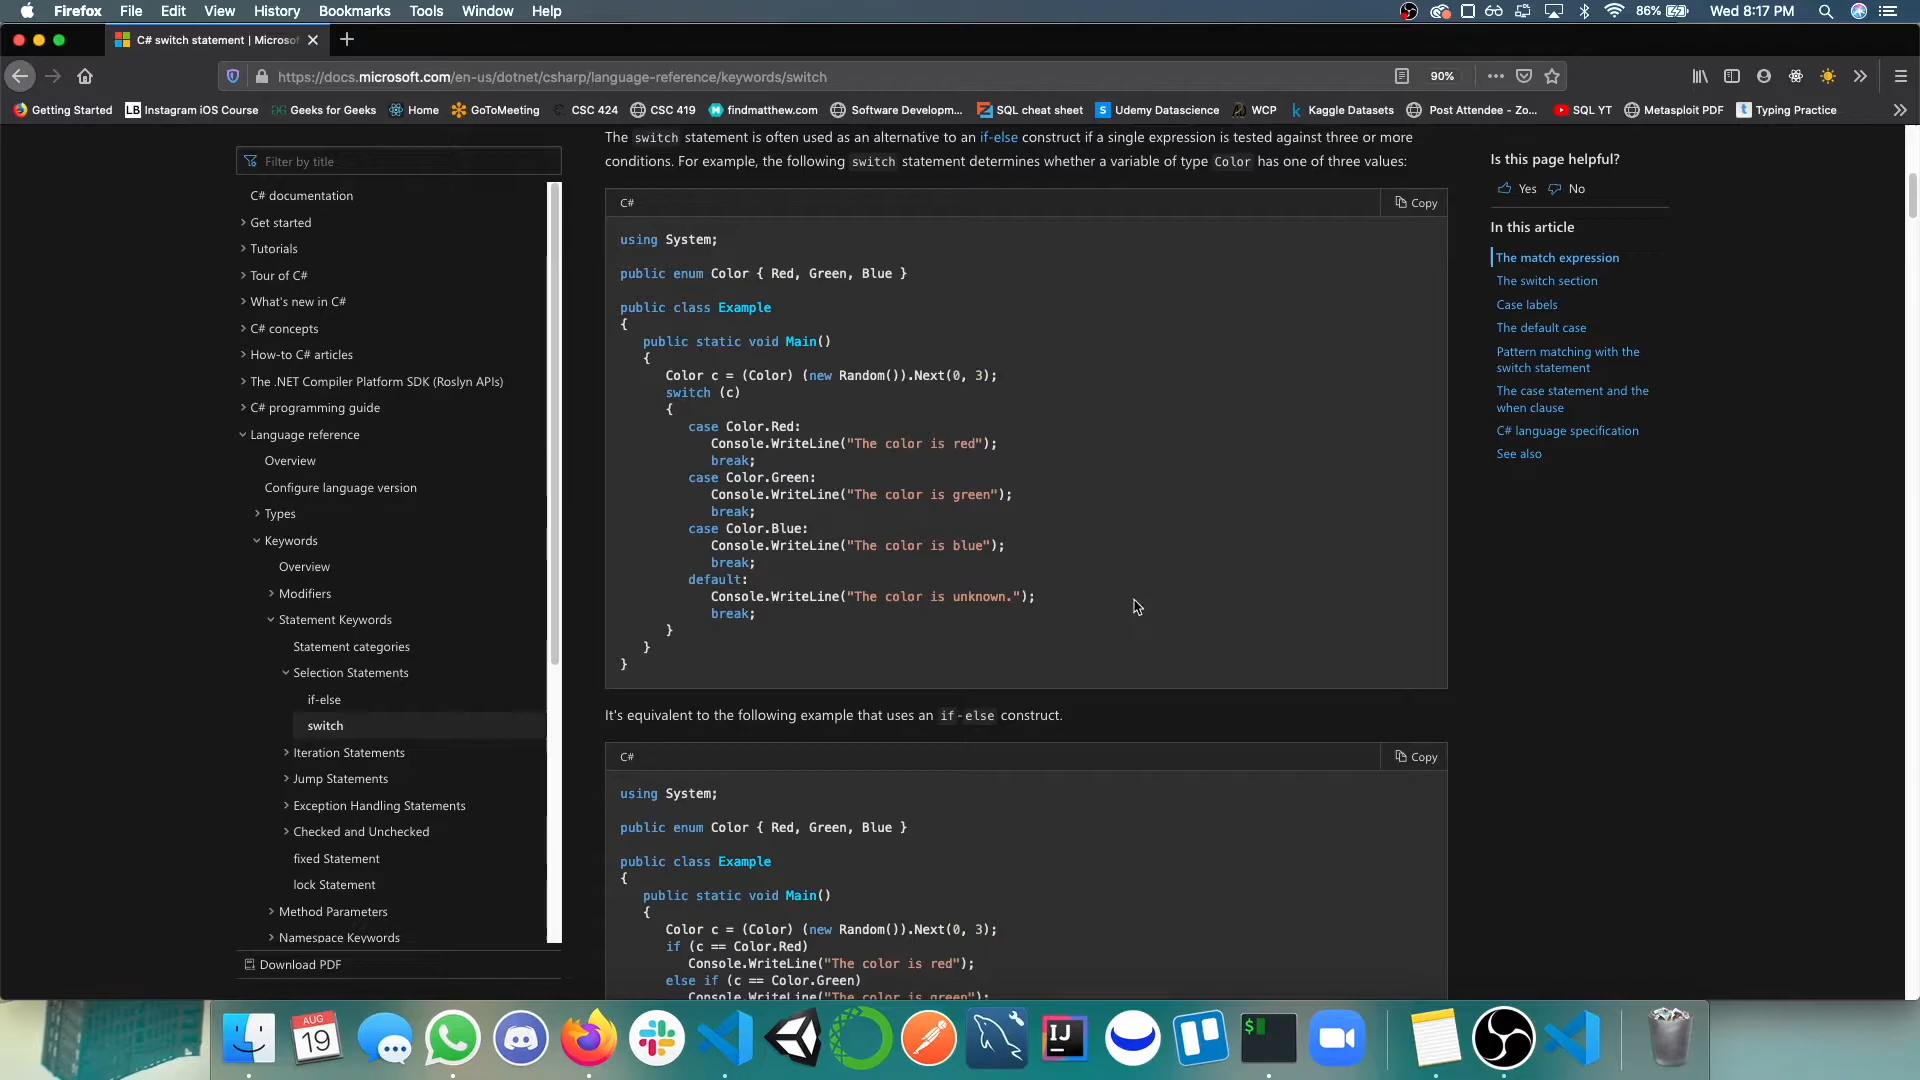 Firefox File Edit View History Bookmarks Tools Window Help 86% Wed 8:17 PM
C# switch statement | Microsof
https://docs.microsoft.com/en-us/dotnet/csharp/language-reference/keywords/switch 90%
Getting Started LB Instagram iOS Course Geeks for Geeks Home GoToMeeting CSC 424 CSC 419 findmatthew.com Software Developm... SQL cheat sheet Udemy Datascience WCP Kaggle Datasets Post Attendee - Zo... SQL YT Metasploit PDF Typing Practice
Filter by title
C# documentation
Get started
Tutorials
Tour of C#
What's new in C#
C# concepts
How-to C# articles
The .NET Compiler Platform SDK (Roslyn APIs)
C# programming guide
Language reference
Overview
Configure language version
Types
Keywords
Overview
Modifiers
Statement Keywords
Statement categories
Selection Statements
if-else
switch
Iteration Statements
Jump Statements
Exception Handling Statements
Checked and Unchecked
fixed Statement
lock Statement
Method Parameters
Namespace Keywords
Download PDF
The switch statement is often used as an alternative to an if-else construct if a single expression is tested against three or more
conditions. For example, the following switch statement determines whether a variable of type Color has one of three values:
C# Copy
using System;
public enum Color { Red, Green, Blue }
public class Example
{
public static void Main()
{
Color c = (Color) (new Random()).Next(0, 3);
switch (c)
{
case Color.Red:
Console.WriteLine("The color is red");
break;
case Color.Green:
Console.WriteLine("The color is green");
break;
case Color.Blue:
Console.WriteLine("The color is blue");
break;
default:
Console.WriteLine("The color is unknown.");
break;
}
}
}
It's equivalent to the following example that uses an if-else construct.
C# Copy
using System;
public enum Color { Red, Green, Blue }
public class Example
{
public static void Main()
{
Color c = (Color) (new Random()).Next(0, 3);
if (c == Color.Red)
Console.WriteLine("The color is red");
else if (c == Color.Green)
Console.WriteLine("The color is green");
Is this page helpful?
Yes No
In this article
The match expression
The switch section
Case labels
The default case
Pattern matching with the
switch statement
The case statement and the
when clause
C# language specification
See also
AUG
19
IJ
$